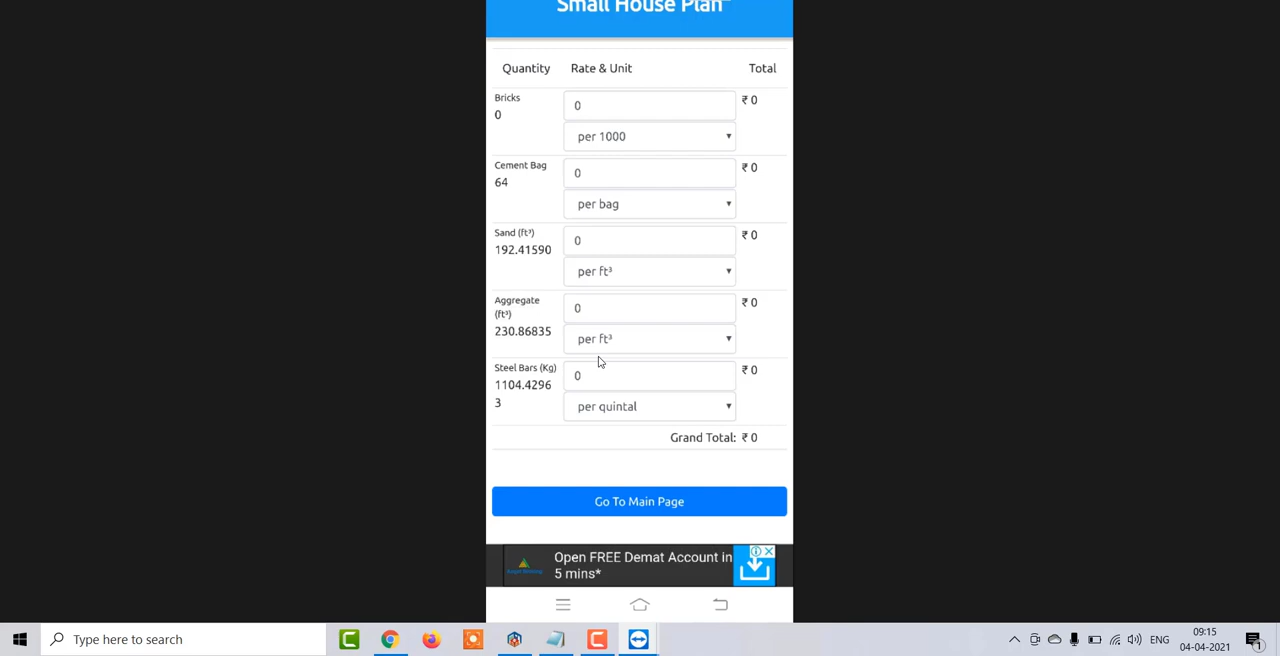 Small House Plan
Quantity Rate & Unit Total
Bricks
0
0
per 1000
₹ 0
Cement Bag
64
0
per bag
₹ 0
Sand (ft³)
192.41590
0
per ft³
₹ 0
Aggregate
(ft³)
230.86835
0
per ft³
₹ 0
Steel Bars (Kg)
1104.4296
3
0
per quintal
₹ 0
Grand Total: ₹ 0
Go To Main Page
Open FREE Demat Account in
5 mins*
Type here to search
ENG
09:15
04-04-2021
1